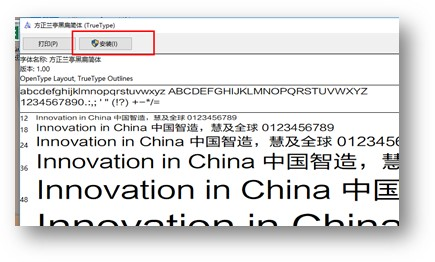 方正兰亭黑扁简体 (TrueType)
打印(P) 安装(I)
字体名称: 方正兰亭黑扁简体
版本: 1.00
OpenType Layout, TrueType Outlines
abcdefghijklmnopqrstuvwxyz ABCDEFGHIJKLMNOPQRSTUVWXYZ
1234567890.:,; ' " (!?) +-*/=
12 Innovation in China 中国智造，慧及全球 0123456789
18 Innovation in China 中国智造，慧及全球 0123456789
24 Innovation in China 中国智造，慧及全球 0123456
36 Innovation in China 中国智造，慧
48 Innovation in China 中国
Innovation in Chin